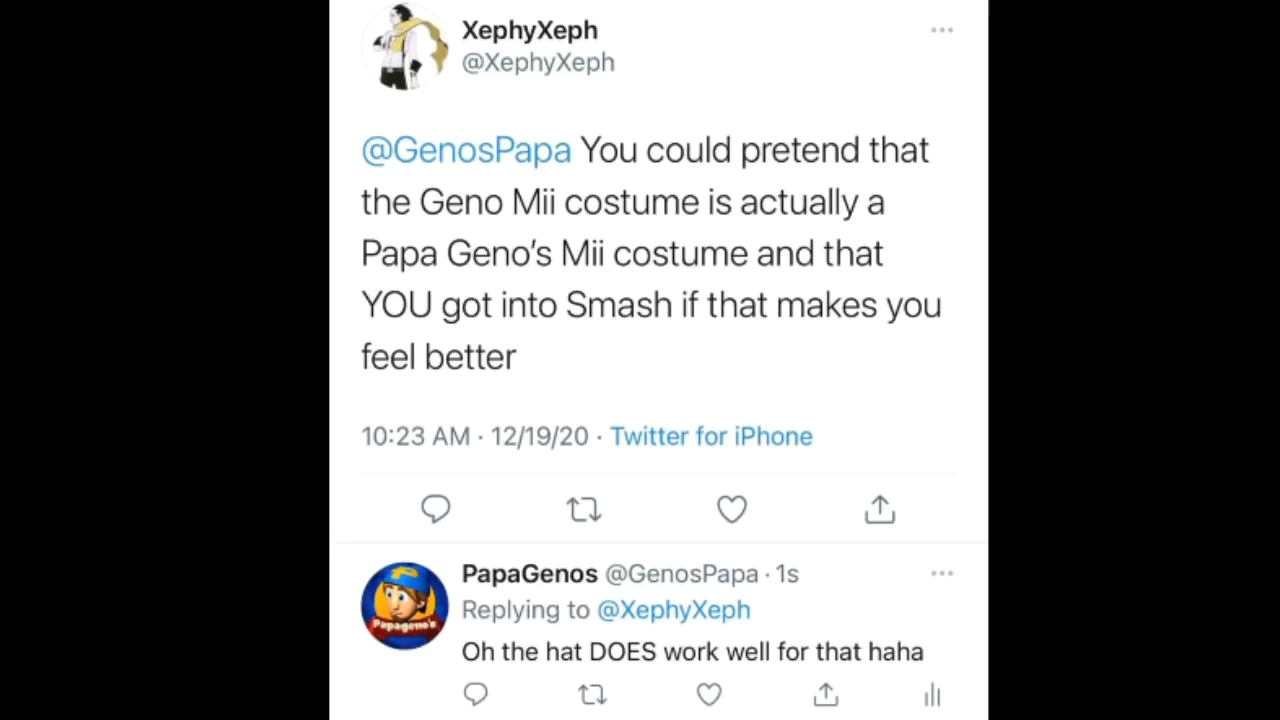 XephyXeph
@XephyXeph
@GenosPapa You could pretend that
the Geno Mii costume is actually a
Papa Geno's Mii costume and that
YOU got into Smash if that makes you
feel better
10:23 AM · 12/19/20 · Twitter for iPhone
PapaGenos @GenosPapa · 1s
Replying to @XephyXeph
Papageno's
Oh the hat DOES work well for that haha